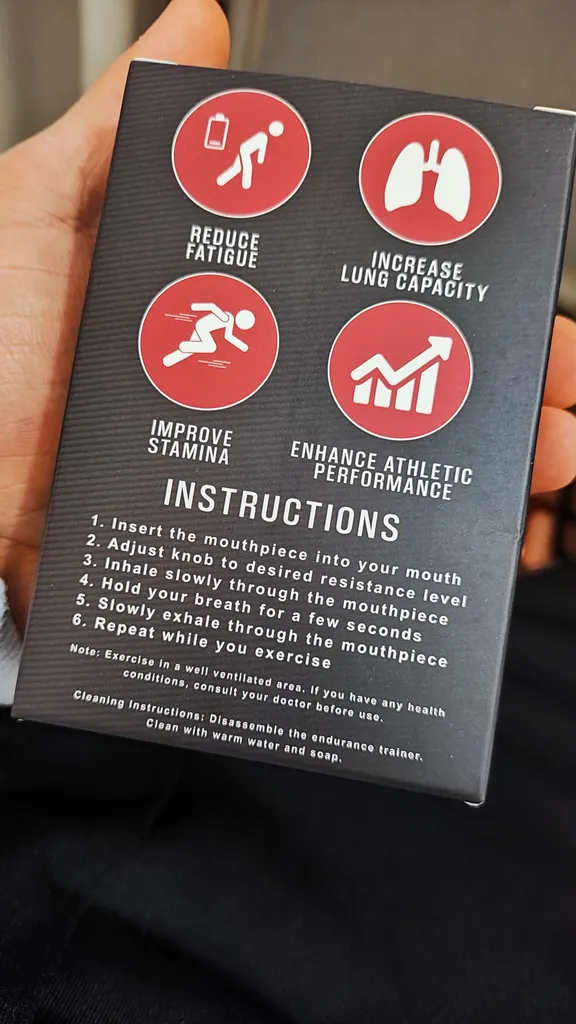 REDUCE
FATIGUE
INCREASE
LUNG CAPACITY
IMPROVE
STAMINA
ENHANCE ATHLETIC
PERFORMANCE
INSTRUCTIONS
1. Insert the mouthpiece into your mouth
2. Adjust knob to desired resistance level
3. Inhale slowly through the mouthpiece
4. Hold your breath for a few seconds
5. Slowly exhale through the mouthpiece
6. Repeat while you exercise
Note: Exercise in a well ventilated area. If you have any health
conditions, consult your doctor before use.
Cleaning Instructions: Disassemble the endurance trainer.
Clean with warm water and soap.